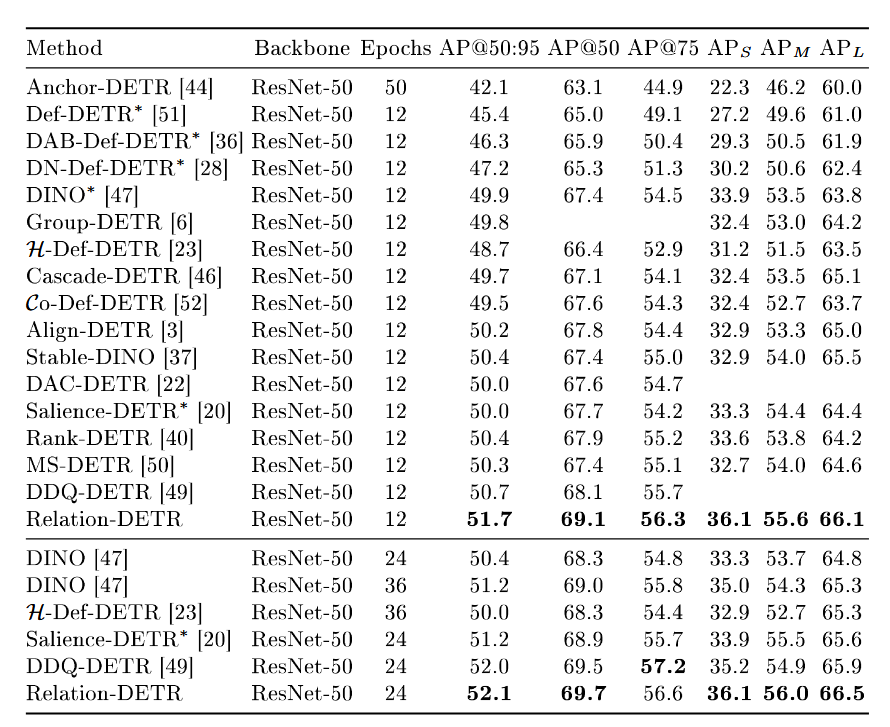 Method Backbone Epochs AP@50:95 AP@50 AP@75 AP_S AP_M AP_L
Anchor-DETR [44] ResNet-50 50 42.1 63.1 44.9 22.3 46.2 60.0
Def-DETR* [51] ResNet-50 12 45.4 65.0 49.1 27.2 49.6 61.0
DAB-Def-DETR* [36] ResNet-50 12 46.3 65.9 50.4 29.3 50.5 61.9
DN-Def-DETR* [28] ResNet-50 12 47.2 65.3 51.3 30.2 50.6 62.4
DINO* [47] ResNet-50 12 49.9 67.4 54.5 33.9 53.5 63.8
Group-DETR [6] ResNet-50 12 49.8 32.4 53.0 64.2
ℋ-Def-DETR [23] ResNet-50 12 48.7 66.4 52.9 31.2 51.5 63.5
Cascade-DETR [46] ResNet-50 12 49.7 67.1 54.1 32.4 53.5 65.1
𝒞o-Def-DETR [52] ResNet-50 12 49.5 67.6 54.3 32.4 52.7 63.7
Align-DETR [3] ResNet-50 12 50.2 67.8 54.4 32.9 53.3 65.0
Stable-DINO [37] ResNet-50 12 50.4 67.4 55.0 32.9 54.0 65.5
DAC-DETR [22] ResNet-50 12 50.0 67.6 54.7
Salience-DETR* [20] ResNet-50 12 50.0 67.7 54.2 33.3 54.4 64.4
Rank-DETR [40] ResNet-50 12 50.4 67.9 55.2 33.6 53.8 64.2
MS-DETR [50] ResNet-50 12 50.3 67.4 55.1 32.7 54.0 64.6
DDQ-DETR [49] ResNet-50 12 50.7 68.1 55.7
Relation-DETR ResNet-50 12 51.7 69.1 56.3 36.1 55.6 66.1
DINO [47] ResNet-50 24 50.4 68.3 54.8 33.3 53.7 64.8
DINO [47] ResNet-50 36 51.2 69.0 55.8 35.0 54.3 65.3
ℋ-Def-DETR [23] ResNet-50 36 50.0 68.3 54.4 32.9 52.7 65.3
Salience-DETR* [20] ResNet-50 24 51.2 68.9 55.7 33.9 55.5 65.6
DDQ-DETR [49] ResNet-50 24 52.0 69.5 57.2 35.2 54.9 65.9
Relation-DETR ResNet-50 24 52.1 69.7 56.6 36.1 56.0 66.5